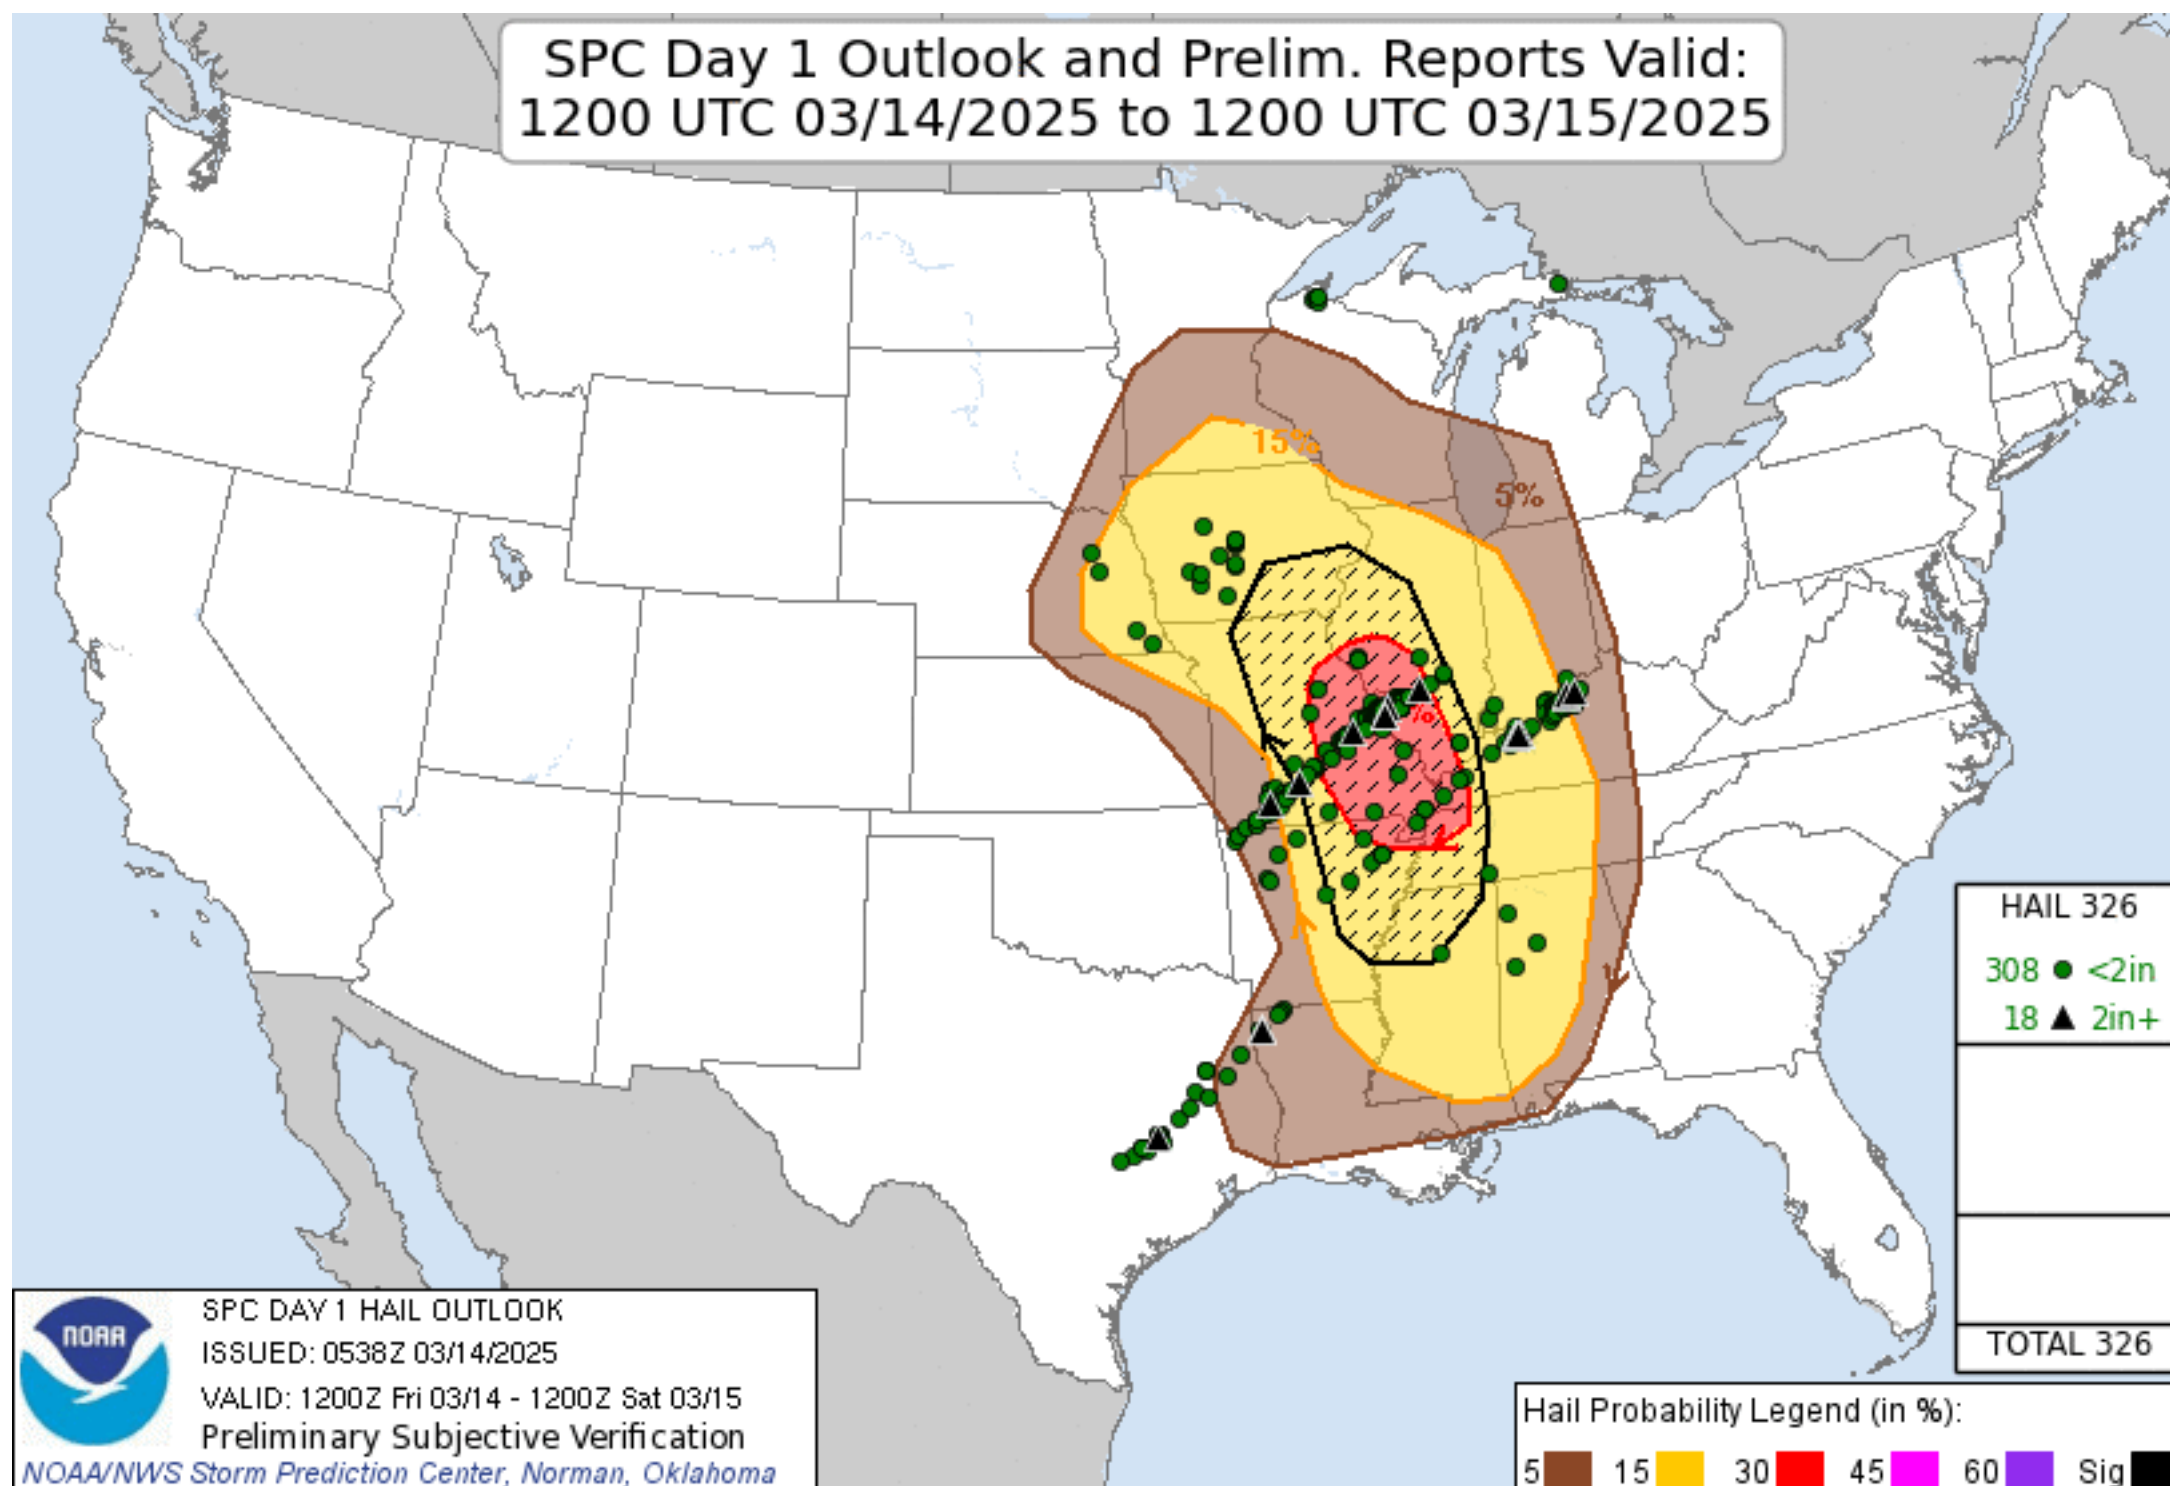 SPC Day 1 Outlook and Prelim. Reports Valid:
1200 UTC 03/14/2025 to 1200 UTC 03/15/2025
15%
5%
%
HAIL 326
308 <2in
18 2in+
TOTAL 326
NOAA
SPC DAY 1 HAIL OUTLOOK
ISSUED: 0538Z 03/14/2025
VALID: 1200Z Fri 03/14 - 1200Z Sat 03/15
Preliminary Subjective Verification
NOAA/NWS Storm Prediction Center, Norman, Oklahoma
Hail Probability Legend (in %):
5 15 30 45 60 Sig